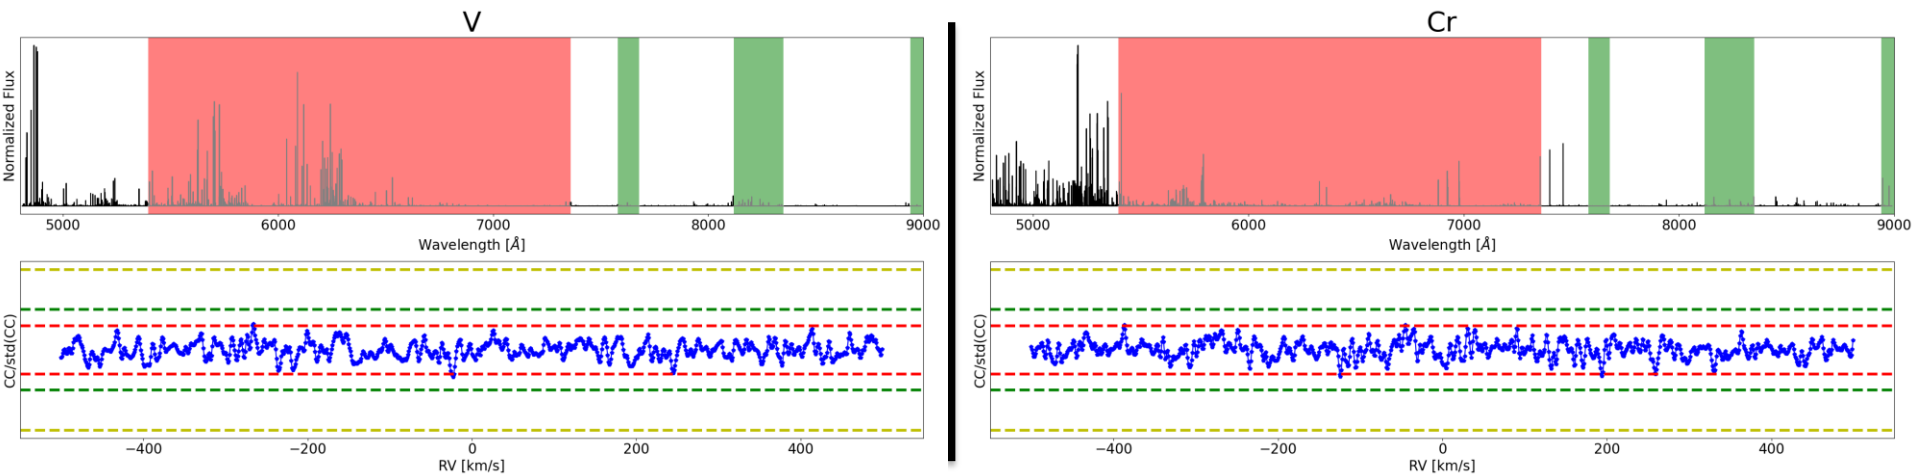 V
Normalized Flux
5000 6000 7000 8000 9000
Wavelength [Å]
CC/std(CC)
−400 −200 0 200 400
RV [km/s]
Cr
Normalized Flux
5000 6000 7000 8000 9000
Wavelength [Å]
CC/std(CC)
−400 −200 0 200 400
RV [km/s]